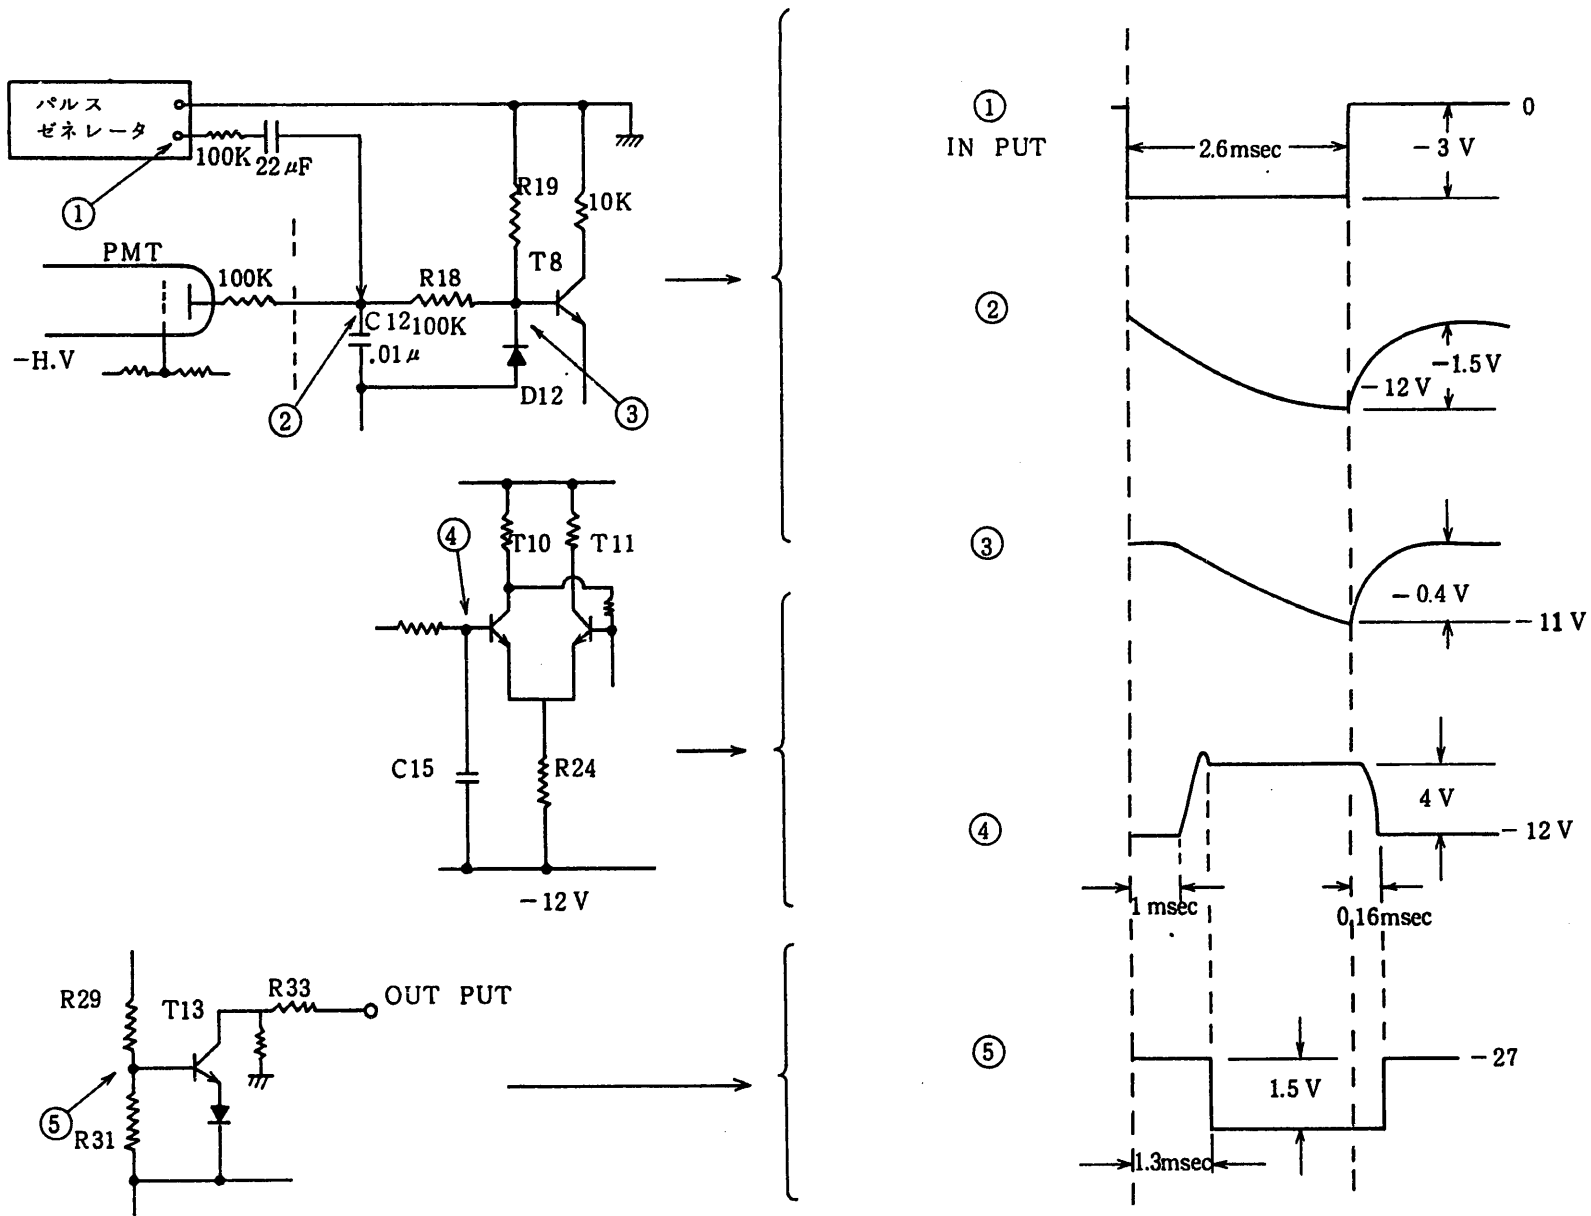 パルス
ゼネレータ
100K
22μF
①
PMT
100K
-H.V
R18
100K
C12
.01μ
R19
10K
T8
D12
②
③
④
T10
T11
C15
R24
-12V
R29
T13
R33
OUT PUT
⑤
R31
①
IN PUT
2.6msec
-3V
0
②
-12V
-1.5V
③
-0.4V
-11V
④
4V
-12V
1msec
0.16msec
⑤
1.5V
-27
1.3msec